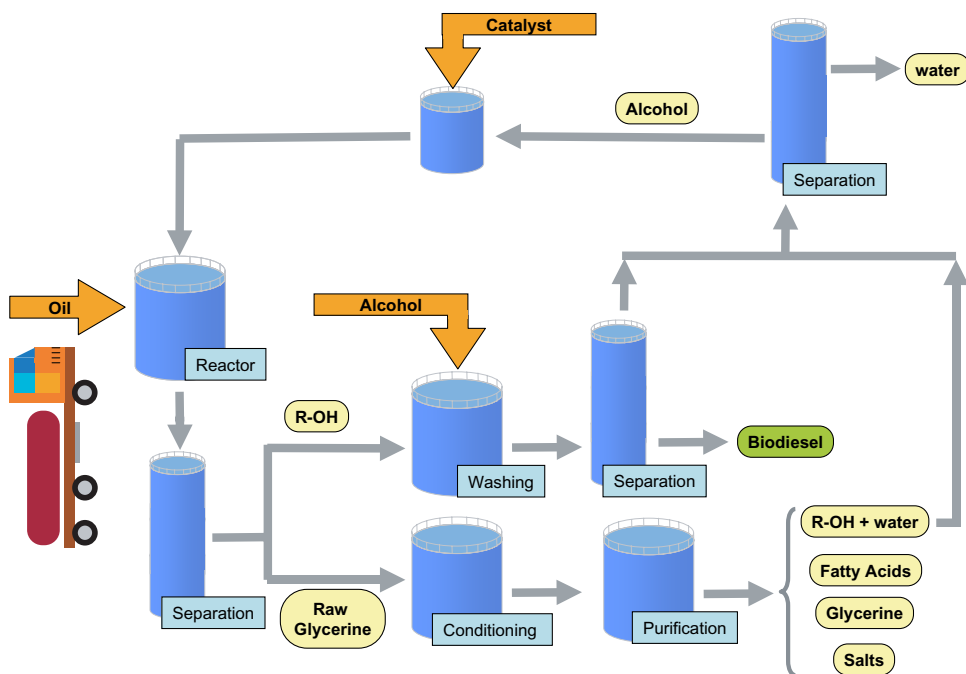 Catalyst
water
Alcohol
Separation
Oil
Alcohol
Reactor
R-OH
Biodiesel
Washing
Separation
R-OH + water
Fatty Acids
Raw
Glycerine
Glycerine
Separation
Conditioning
Purification
Salts